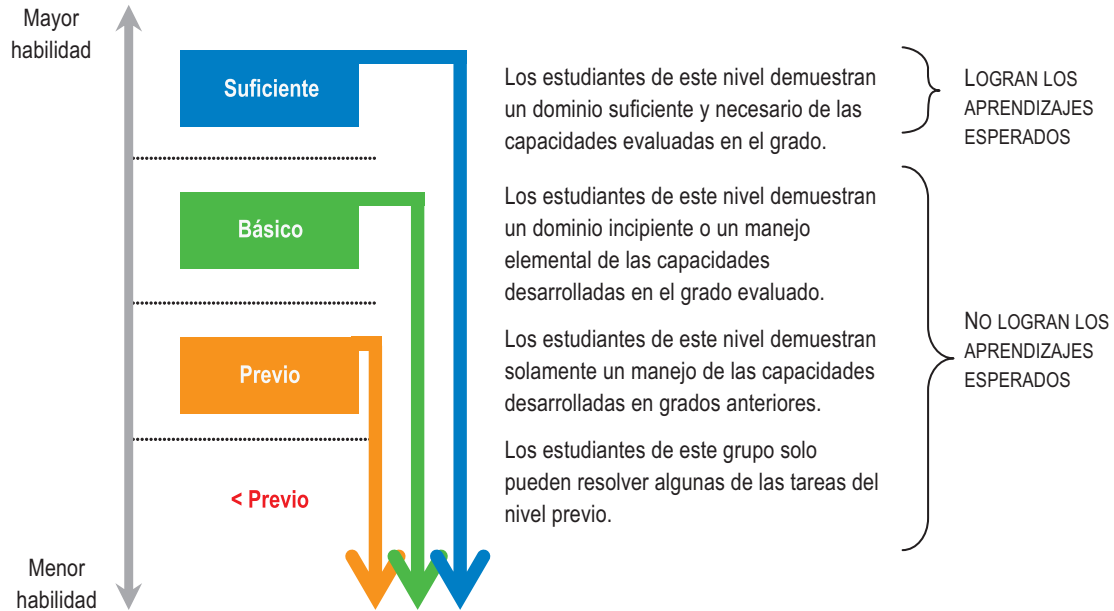 Mayor
habilidad
Suficiente
Los estudiantes de este nivel demuestran
un dominio suficiente y necesario de las
capacidades evaluadas en el grado.
LOGRAN LOS
APRENDIZAJES
ESPERADOS
Básico
Los estudiantes de este nivel demuestran
un dominio incipiente o un manejo
elemental de las capacidades
desarrolladas en el grado evaluado.
Previo
Los estudiantes de este nivel demuestran
solamente un manejo de las capacidades
desarrolladas en grados anteriores.
NO LOGRAN LOS
APRENDIZAJES
ESPERADOS
< Previo
Los estudiantes de este grupo solo
pueden resolver algunas de las tareas del
nivel previo.
Menor
habilidad